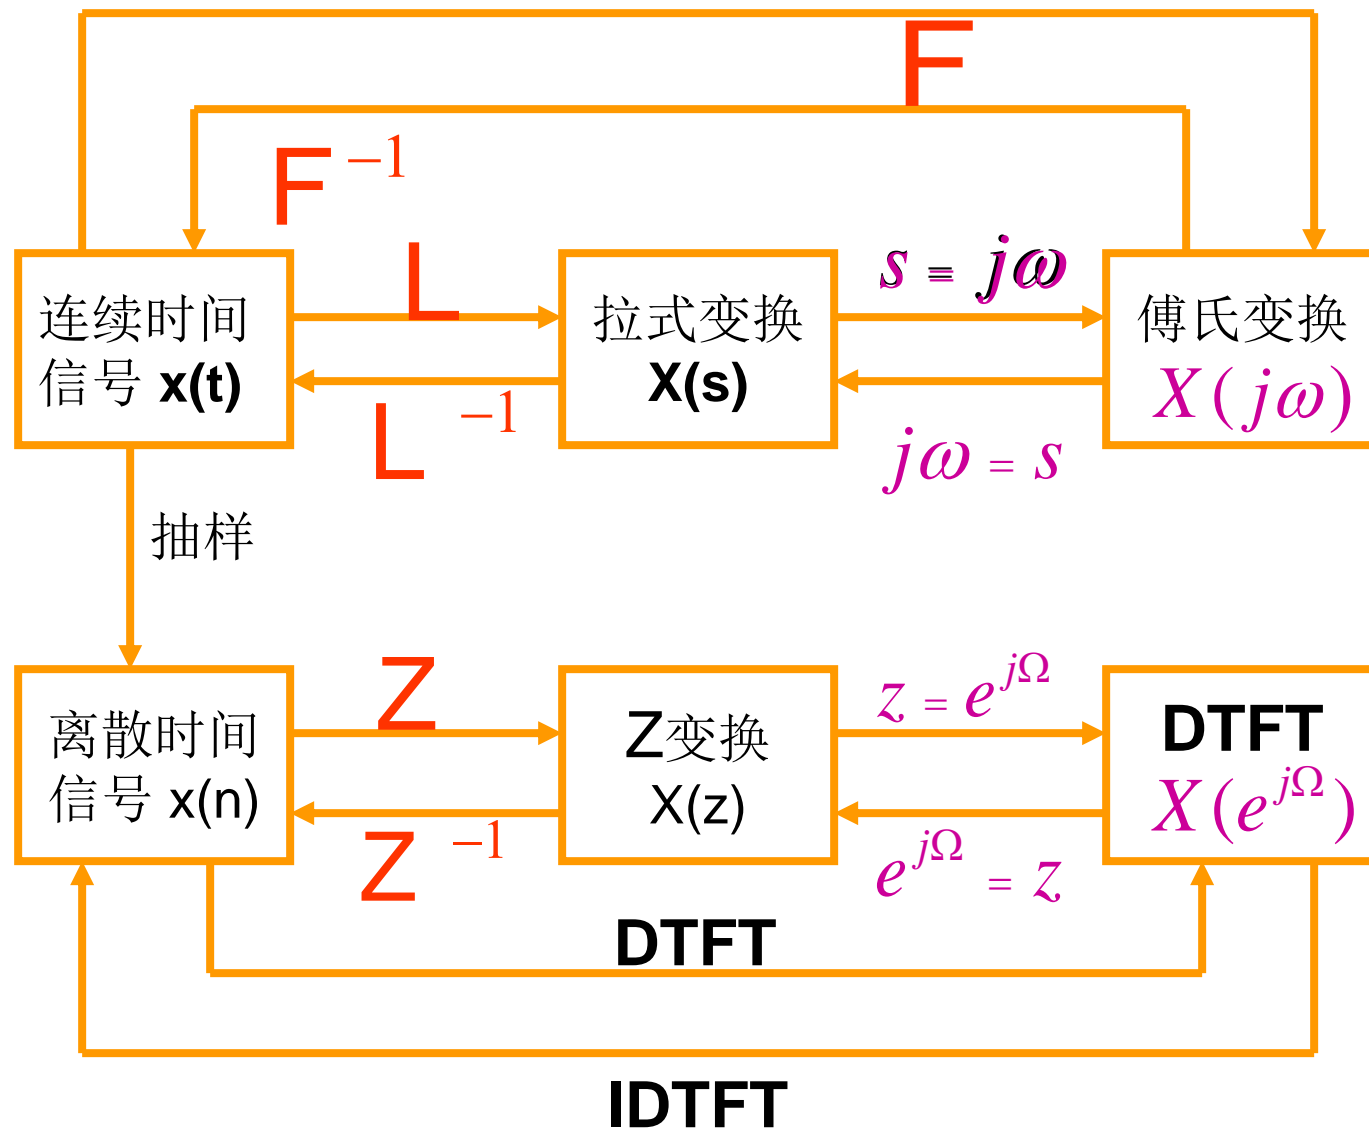 F
F⁻¹
L
s = jω
连续时间
信号 x(t)
拉式变换
X(s)
傅氏变换
X(jω)
L⁻¹
jω = s
抽样
Z
z = e^{jΩ}
离散时间
信号 x(n)
Z变换
X(z)
DTFT
X(e^{jΩ})
Z⁻¹
e^{jΩ} = z
DTFT
IDTFT